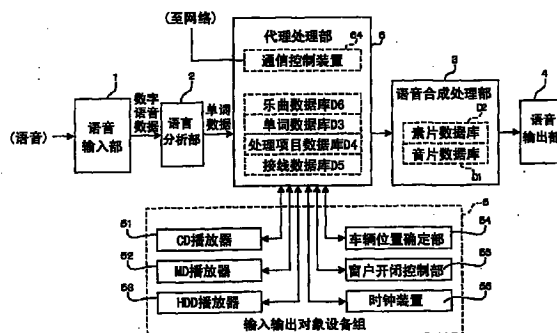 (至网络)
代理处理部
64
6
通信控制装置
1
2
3
4
数字
语音
数据
单词
数据
(语音)
语音
输入部
语言
分析部
乐曲数据库D6
单词数据库D3
处理项目数据库D4
接线数据库D5
语音合成处理部
D2
素片数据库
音片数据库
D1
语音
输出部
5
51
CD播放器
52
MD播放器
53
HDD播放器
54
车辆位置确定部
55
窗户开闭控制部
56
时钟装置
输入输出对象设备组